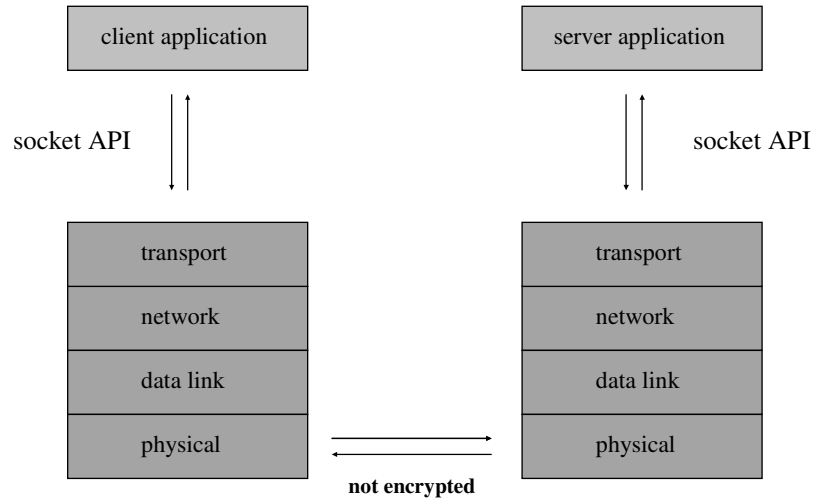 client application
server application
socket API
socket API
transport
transport
network
network
data link
data link
physical
physical
not encrypted